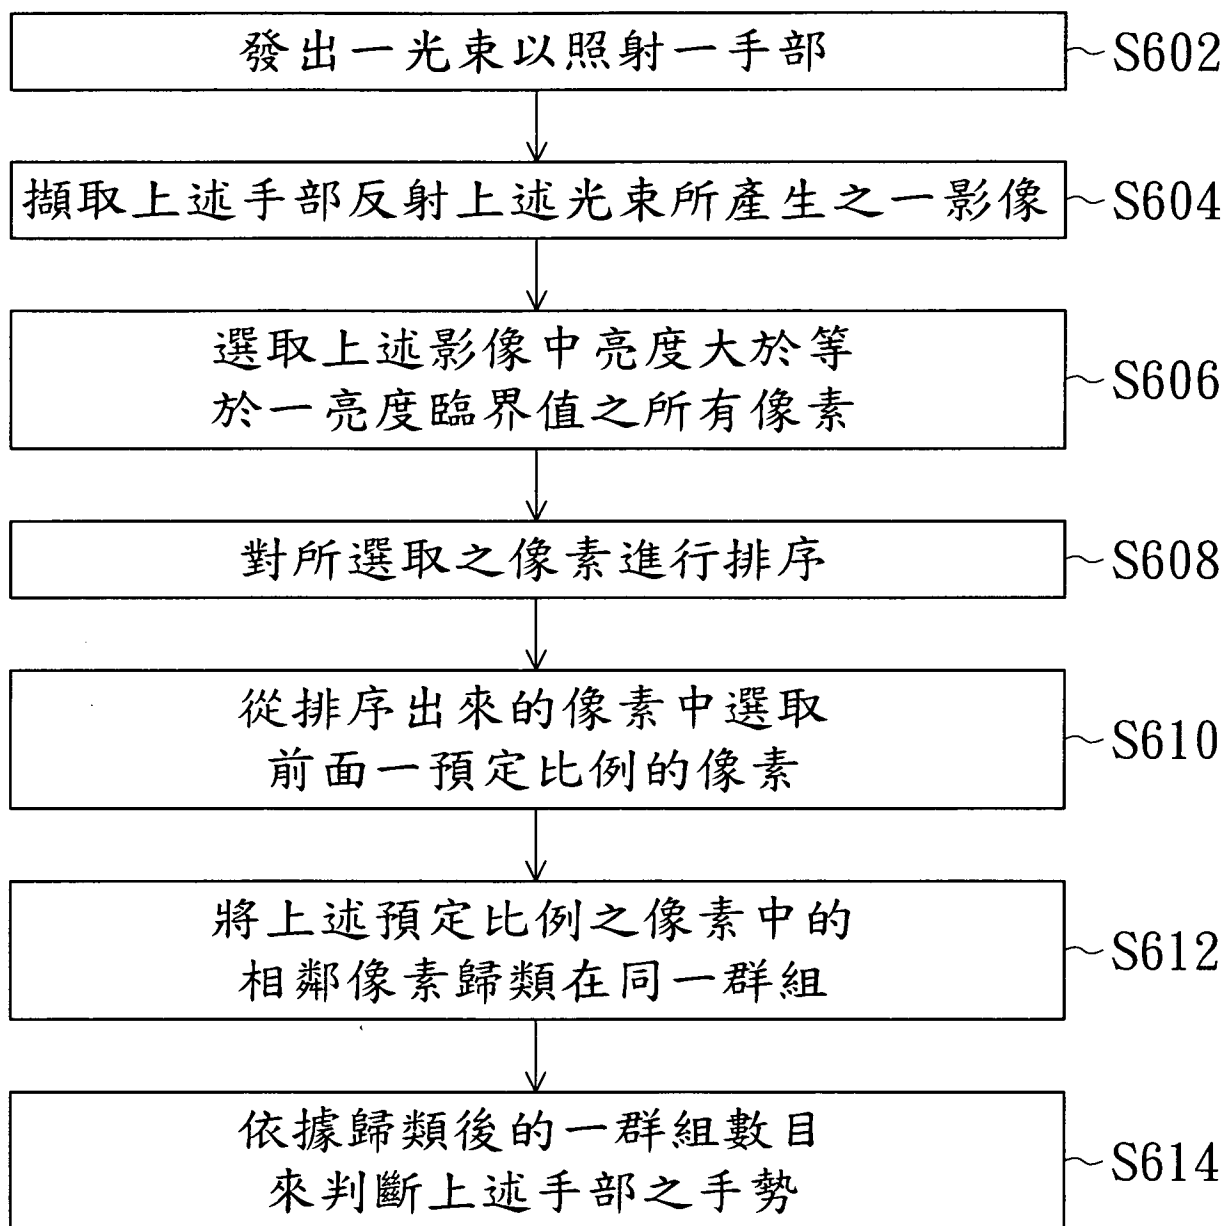 發出一光束以照射一手部
S602
擷取上述手部反射上述光束所產生之一影像
S604
選取上述影像中亮度大於等
於一亮度臨界值之所有像素
S606
對所選取之像素進行排序
S608
從排序出來的像素中選取
前面一預定比例的像素
S610
將上述預定比例之像素中的
相鄰像素歸類在同一群組
S612
依據歸類後的一群組數目
來判斷上述手部之手勢
S614